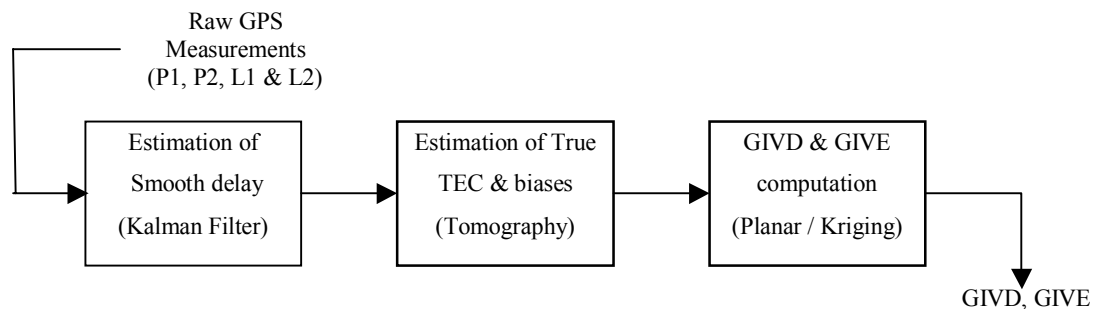 Raw GPS
Measurements
(P1, P2, L1 & L2)
Estimation of
Smooth delay
(Kalman Filter)
Estimation of True
TEC & biases
(Tomography)
GIVD & GIVE
computation
(Planar / Kriging)
GIVD, GIVE